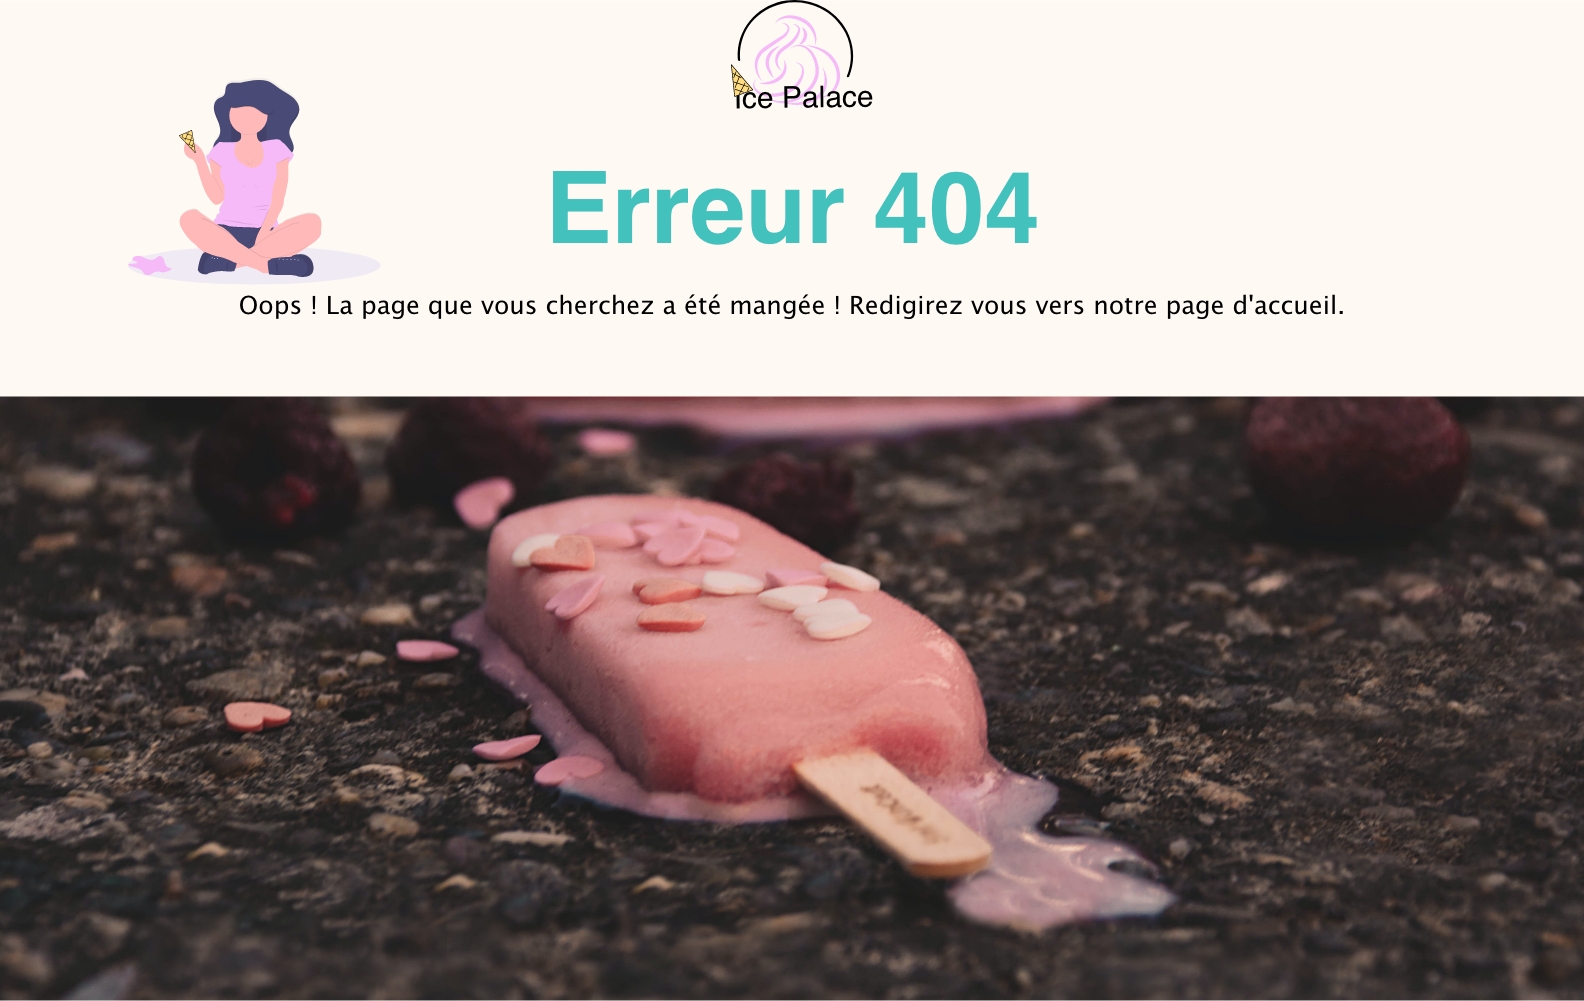 Ice Palace
Erreur 404
Oops ! La page que vous cherchez a été mangée ! Redigirez vous vers notre page d'accueil.